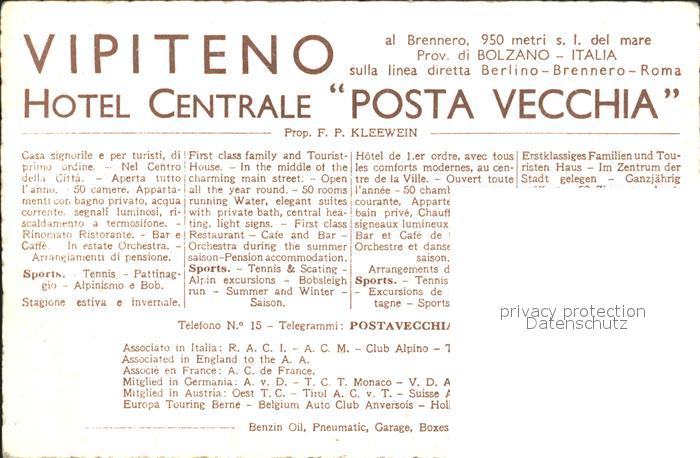 VIPITENO
al Brennero, 950 metri s. l. del mare
Prov. di BOLZANO - ITALIA
sulla linea diretta Berlino-Brennero-Roma
HOTEL CENTRALE "POSTA VECCHIA"
Prop. F. P. KLEEWEIN
Casa signorile e per turisti, di
primo ordine. - Nel Centro
della Città. - Aperta tutto
l'anno. - 50 camere. Apparta-
menti con bagno privato, acqua
corrente, segnali luminosi, ri-
scaldamento a termosifone. -
Rinomato Ristorante. - Bar e
Caffè. In estate Orchestra. -
Arrangiamenti di pensione.
Sports. - Tennis - Pattinag-
gio - Alpinismo e Bob.
Stagione estiva e invernale.
First class family and Tourist-
House. - In the middle of the
charming main street. - Open
all the year round. - 50 rooms
running Water, elegant suites
with private bath, central hea-
ting, light signs. - First class
Restaurant - Cafe and Bar -
Orchestra during the summer
saison-Pension accommodation.
Sports. - Tennis & Scating -
Alpin excursions - Bobsleigh
run - Summer and Winter -
Saison.
Hôtel de 1.er ordre, avec tous
les comforts modernes, au cen-
tre de la Ville. - Ouvert toute
l'année - 50 chamb
courante, Apparte
bain privé, Chauff
signeaux lumineux
Bar et Café de
Orchestre et danse
saison.
Arrangements d
Sports. - Tennis
- Excursions de
tagne - Sports
Erstklassiges Familien und Tou-
risten Haus - Im Zentrum der
Stadt gelegen - Ganzjährig
Telefono N.º 15 - Telegrammi: POSTAVECCHIA
Associato in Italia: R. A. C. I. - A. C. M. - Club Alpino - T
Associated in England to the A. A.
Associé en France: A. C. de France.
Mitglied in Germania: A. v. D. - T. C. T. Monaco - V. D. A
Mitglied in Austria: Oest T. C. - Tirol A. C. v. T. - Suisse A
Europa Touring Berne - Belgium Auto Club Anversois - Holl
Benzin Oil, Pneumatic, Garage, Boxes
privacy protection
Datenschutz